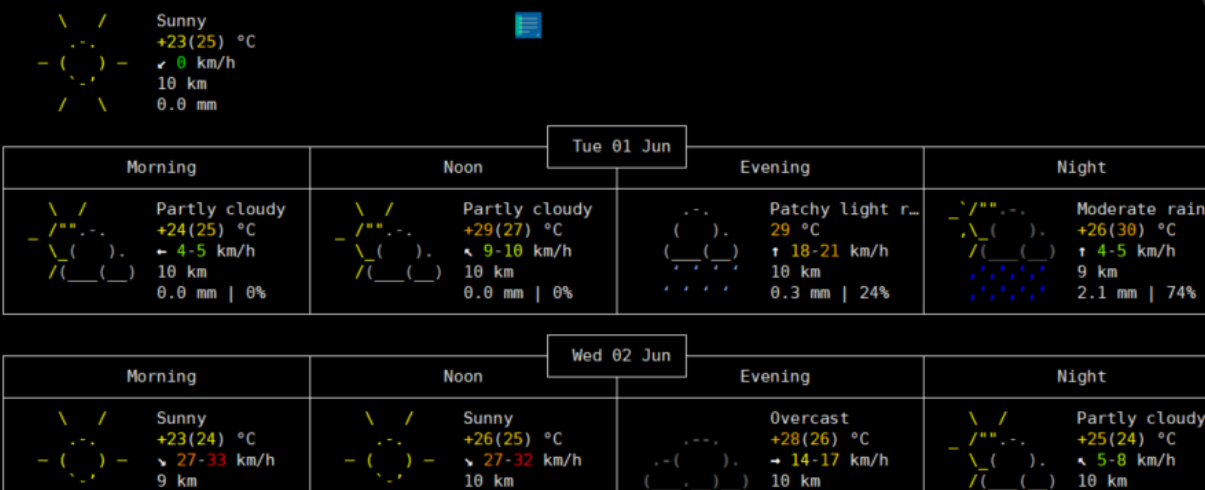 Sunny
+23(25) °C
↙ 0 km/h
10 km
0.0 mm
Tue 01 Jun
Morning Noon Evening Night
Partly cloudy Partly cloudy Patchy light r… Moderate rain
+24(25) °C +29(27) °C 29 °C +26(30) °C
← 4-5 km/h ↖ 9-10 km/h ↑ 18-21 km/h ↑ 4-5 km/h
10 km 10 km 10 km 9 km
0.0 mm | 0% 0.0 mm | 0% 0.3 mm | 24% 2.1 mm | 74%
Wed 02 Jun
Morning Noon Evening Night
Sunny Sunny Overcast Partly cloudy
+23(24) °C +26(25) °C +28(26) °C +25(24) °C
↘ 27-33 km/h ↘ 27-32 km/h → 14-17 km/h ↖ 5-8 km/h
9 km 10 km 10 km 10 km